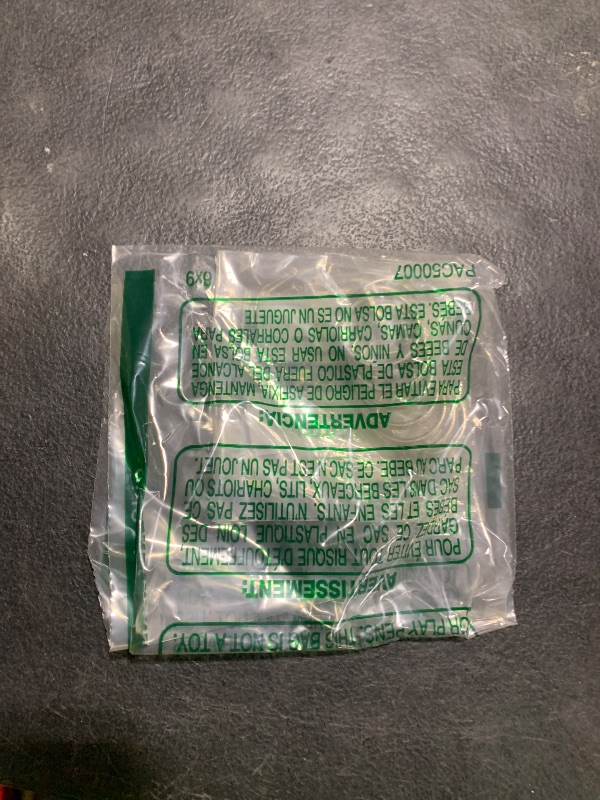 OR PLAY PENS. THIS BAG IS NOT A TOY.
AVERTISSEMENT:
POUR EVITER TOUT RISQUE D'ETOUFFEMENT,
GARDEZ CE SAC EN PLASTIQUE LOIN DES
BEBES ET LES ENFANTS. N'UTILISEZ PAS CE
SAC DANS LES BERCEAUX, LITS, CHARIOTS OU
PARC AU BEBE. CE SAC N'EST PAS UN JOUET.
ADVERTENCIA:
PARA EVITAR EL PELIGRO DE ASFIXIA, MANTENGA
ESTA BOLSA DE PLASTICO FUERA DEL ALCANCE
DE BEBES Y NINOS. NO USAR ESTA BOLSA EN
CUNAS, CAMAS, CARRIOLAS O CORRALES PARA
BEBES. ESTA BOLSA NO ES UN JUGUETE
PAC50007 6x9